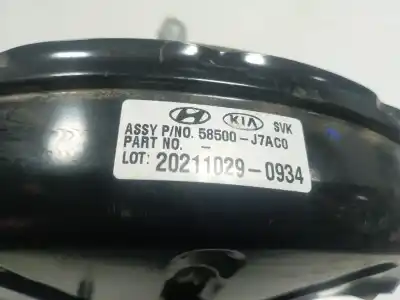 KIA SVK
ASSY P/NO. 58500-J7AC0
PART NO. -
LOT: 20211029-0934